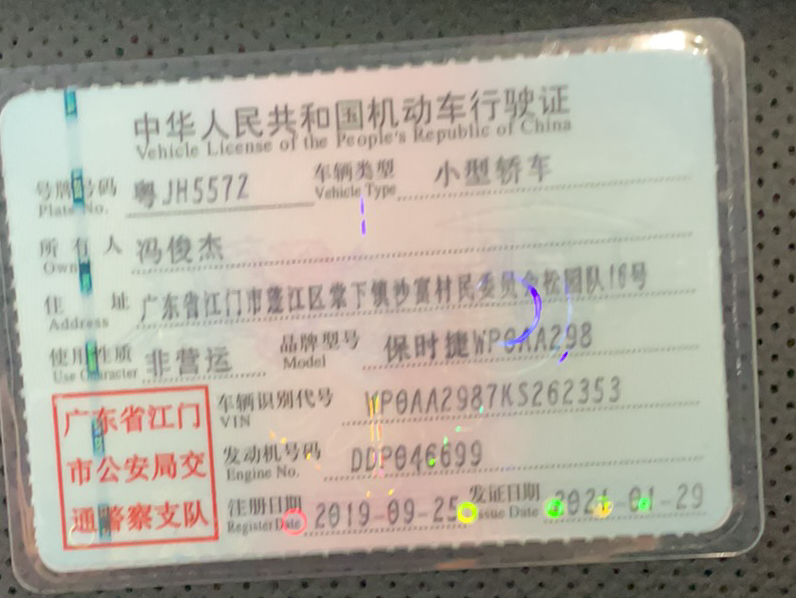 中华人民共和国机动车行驶证
Vehicle License of the People's Republic of China
号牌号码 粤JH5572 车辆类型 小型轿车
Plate No. Vehicle Type
所有人 冯俊杰
Owner
住址 广东省江门市蓬江区棠下镇沙富村民委员会松园队16号
Address
使用性质 非营运 品牌型号 保时捷WP0AA298
Use Character Model
车辆识别代号 WP0AA2987KS262353
VIN
发动机号码 DDP046699
Engine No.
注册日期 2019-09-25 发证日期 2021-01-29
Register Date Issue Date
广东省江门
市公安局交
通警察支队